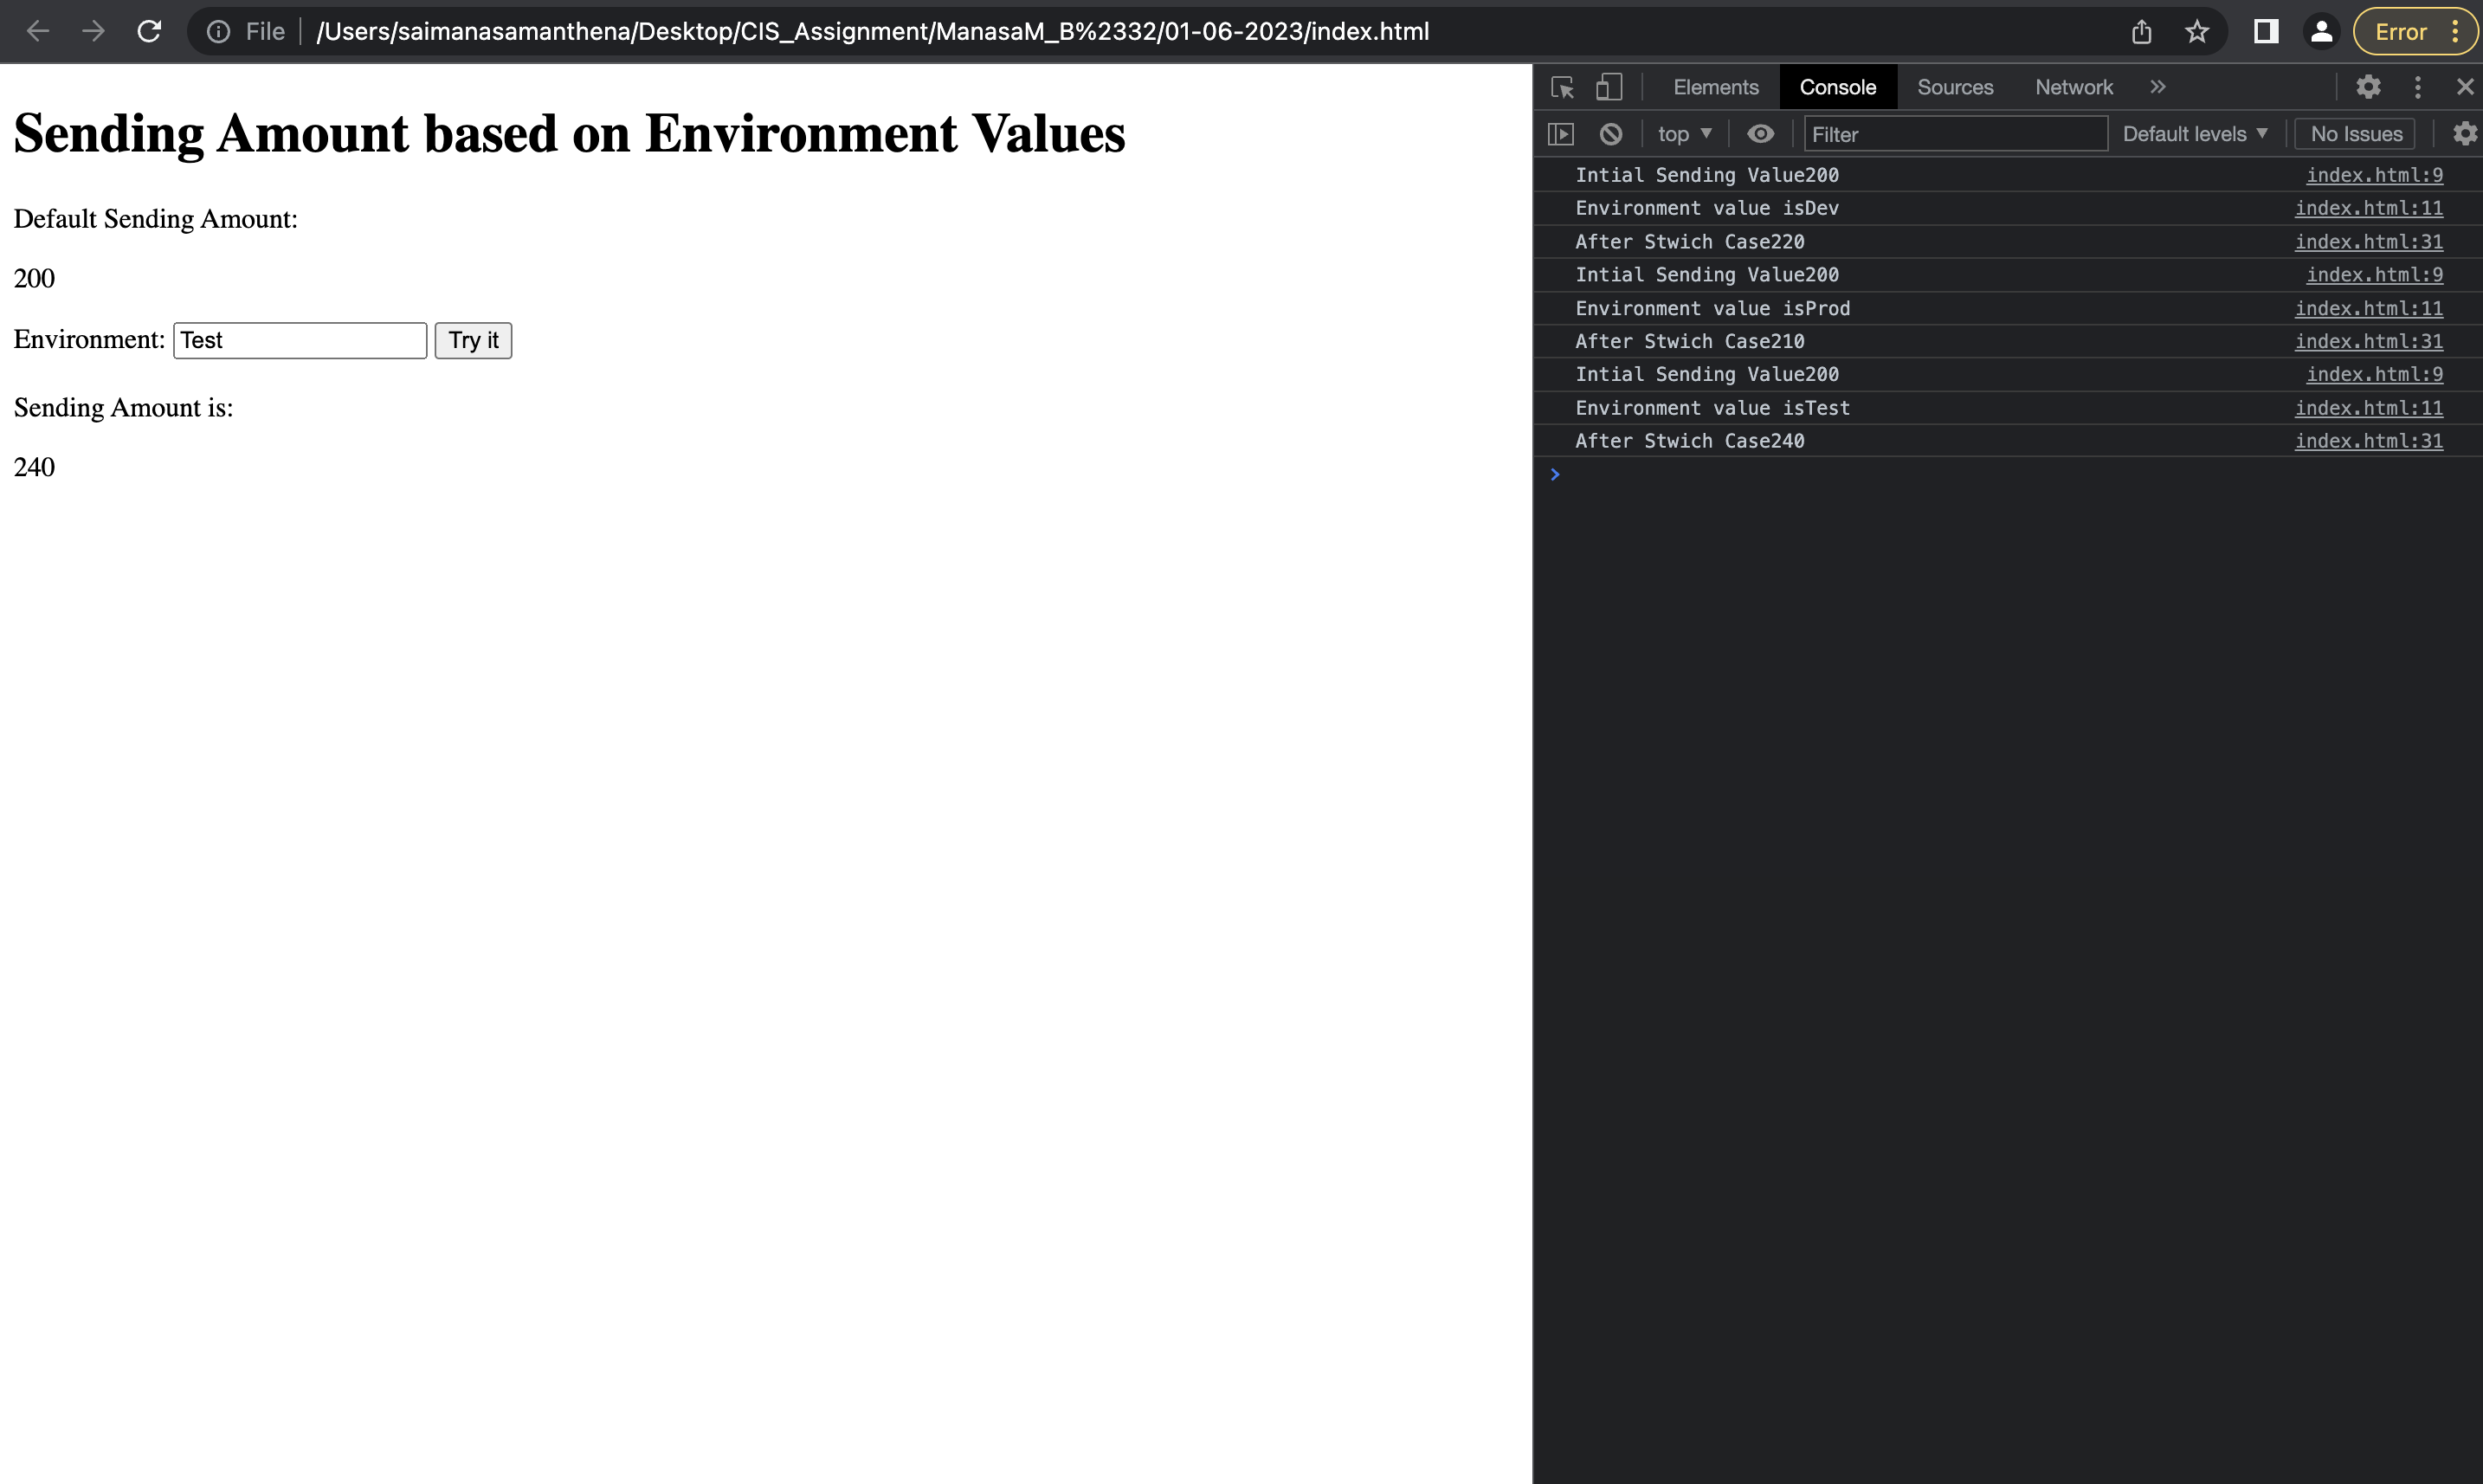 File /Users/saimanasamanthena/Desktop/CIS_Assignment/ManasaM_B%2332/01-06-2023/index.html Error
Sending Amount based on Environment Values
Default Sending Amount:
200
Environment: Test Try it
Sending Amount is:
240
Elements Console Sources Network
top Filter Default levels No Issues
Intial Sending Value200 index.html:9
Environment value isDev index.html:11
After Stwich Case220 index.html:31
Intial Sending Value200 index.html:9
Environment value isProd index.html:11
After Stwich Case210 index.html:31
Intial Sending Value200 index.html:9
Environment value isTest index.html:11
After Stwich Case240 index.html:31